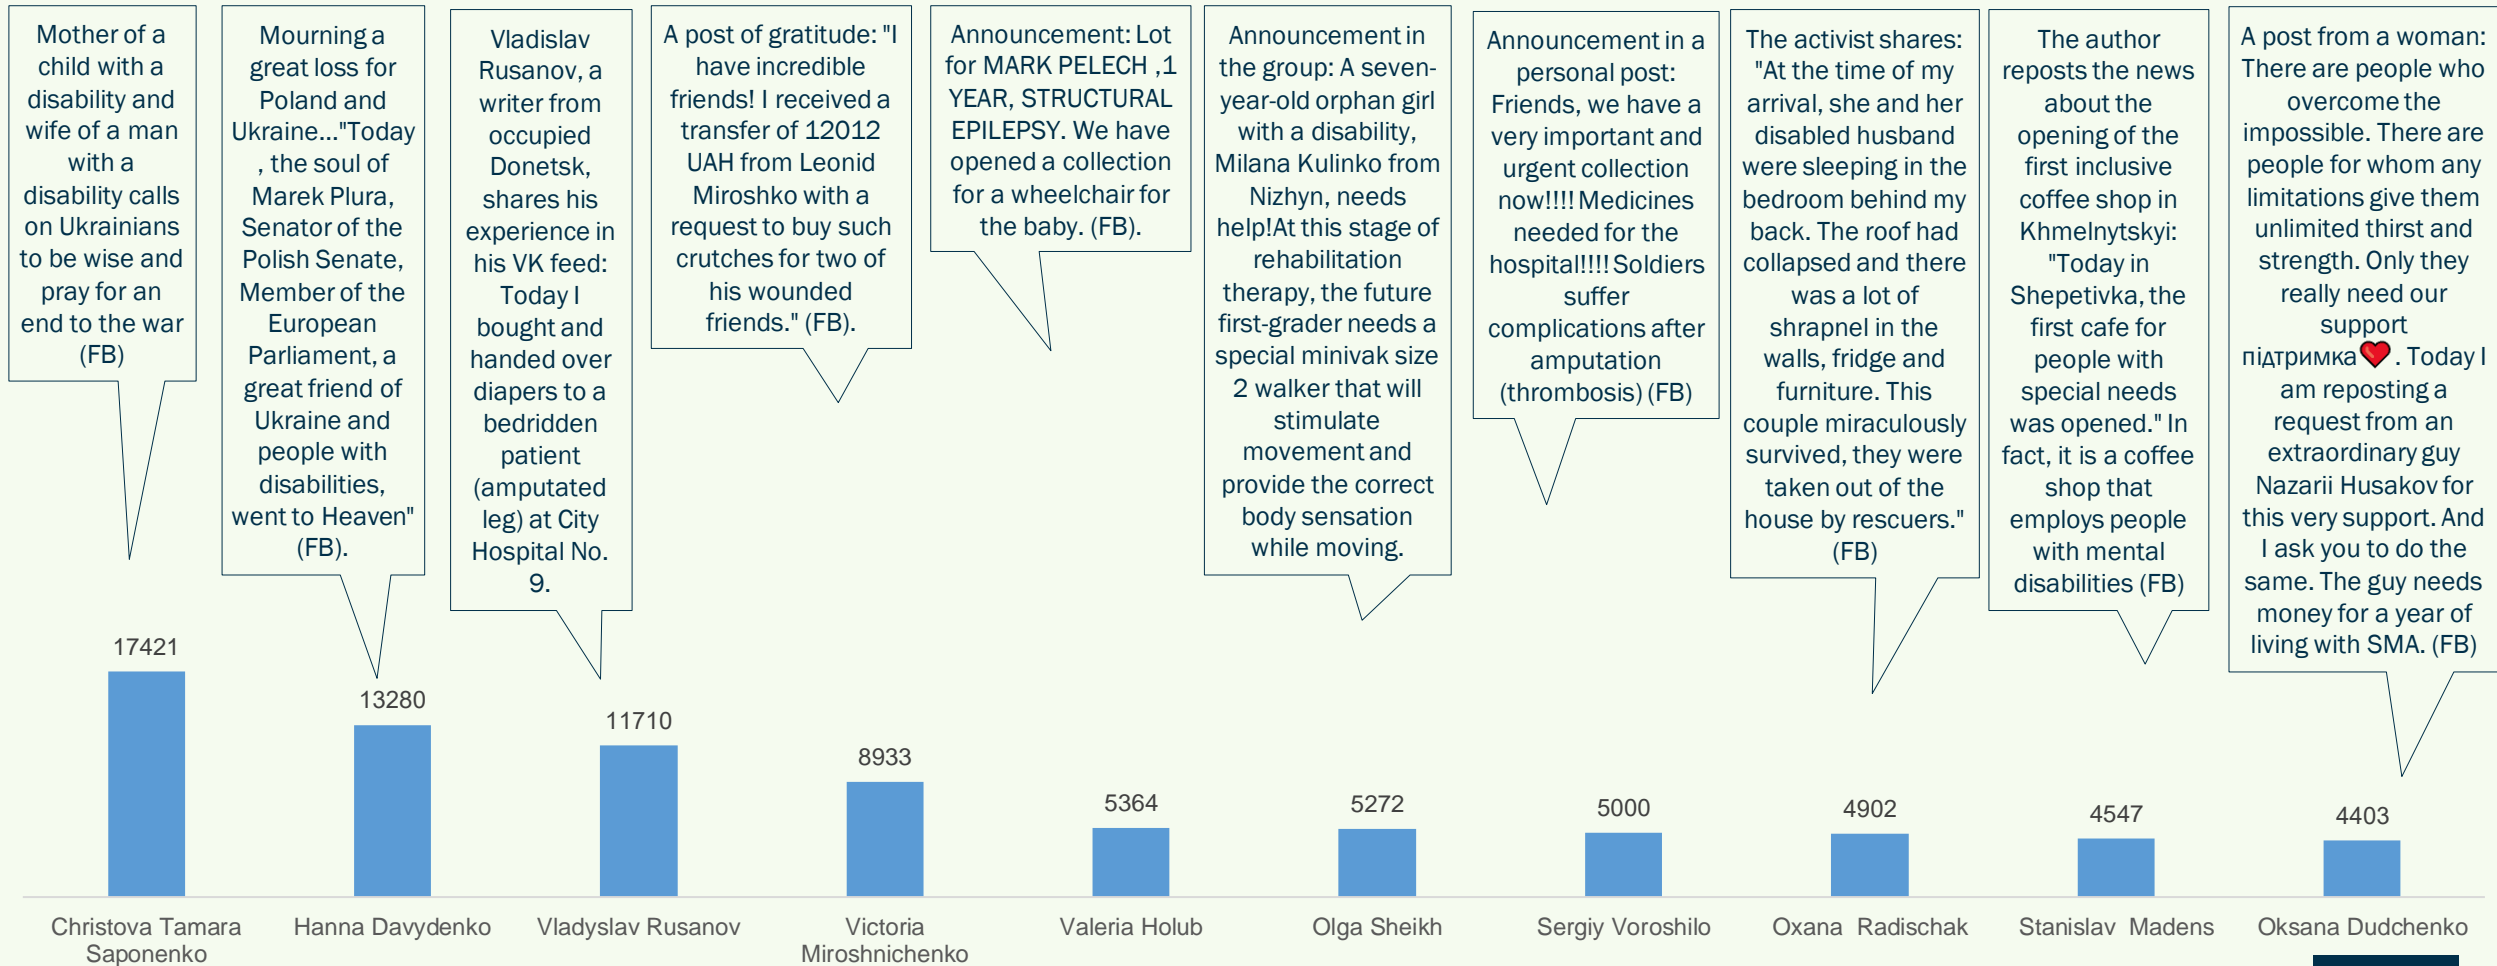 Mother of a
child with a
disability and
wife of a man
with a
disability calls
on Ukrainians
to be wise and
pray for an
end to the war
(FB)
Mourning a
great loss for
Poland and
Ukraine..."Today
, the soul of
Marek Plura,
Senator of the
Polish Senate,
Member of the
European
Parliament, a
great friend of
Ukraine and
people with
disabilities,
went to Heaven"
(FB).
Vladislav
Rusanov, a
writer from
occupied
Donetsk,
shares his
experience in
his VK feed:
Today I
bought and
handed over
diapers to a
bedridden
patient
(amputated
leg) at City
Hospital No.
9.
A post of gratitude: "I
have incredible
friends! I received a
transfer of 12012
UAH from Leonid
Miroshko with a
request to buy such
crutches for two of
his wounded
friends." (FB).
Announcement: Lot
for MARK PELECH ,1
YEAR, STRUCTURAL
EPILEPSY. We have
opened a collection
for a wheelchair for
the baby. (FB).
Announcement in
the group: A seven-
year-old orphan girl
with a disability,
Milana Kulinko from
Nizhyn, needs
help!At this stage of
rehabilitation
therapy, the future
first-grader needs a
special minivak size
2 walker that will
stimulate
movement and
provide the correct
body sensation
while moving.
Announcement in a
personal post:
Friends, we have a
very important and
urgent collection
now!!!! Medicines
needed for the
hospital!!!! Soldiers
suffer
complications after
amputation
(thrombosis) (FB)
The activist shares:
"At the time of my
arrival, she and her
disabled husband
were sleeping in the
bedroom behind my
back. The roof had
collapsed and there
was a lot of
shrapnel in the
walls, fridge and
furniture. This
couple miraculously
survived, they were
taken out of the
house by rescuers."
(FB)
The author
reposts the news
about the
opening of the
first inclusive
coffee shop in
Khmelnytskyi:
"Today in
Shepetivka, the
first cafe for
people with
special needs
was opened." In
fact, it is a coffee
shop that
employs people
with mental
disabilities (FB)
A post from a woman:
There are people who
overcome the
impossible. There are
people for whom any
limitations give them
unlimited thirst and
strength. Only they
really need our
support
підтримка❤. Today I
am reposting a
request from an
extraordinary guy
Nazarii Husakov for
this very support. And
I ask you to do the
same. The guy needs
money for a year of
living with SMA. (FB)
17421
13280
11710
8933
5364
5272
5000
4902
4547
4403
Christova Tamara
Saponenko
Hanna Davydenko
Vladyslav Rusanov
Victoria
Miroshnichenko
Valeria Holub
Olga Sheikh
Sergiy Voroshilo
Oxana Radischak
Stanislav Madens
Oksana Dudchenko